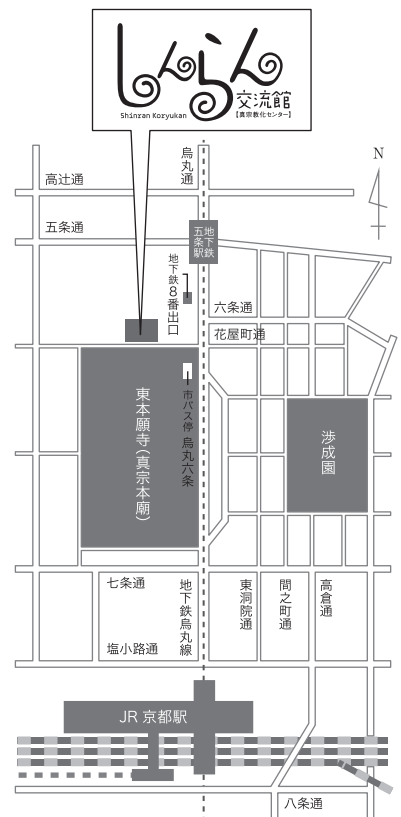 しんらん
交流館
Shinran Kozyukan
【真宗教化センター】
烏丸通
N
高辻通
五条通
地下鉄
五条駅
地下鉄8番出口
六条通
花屋町通
東本願寺(真宗本廟)
市バス停 烏丸六条
渉成園
七条通
地下鉄烏丸線
東洞院通
間之町通
高倉通
塩小路通
JR 京都駅
八条通